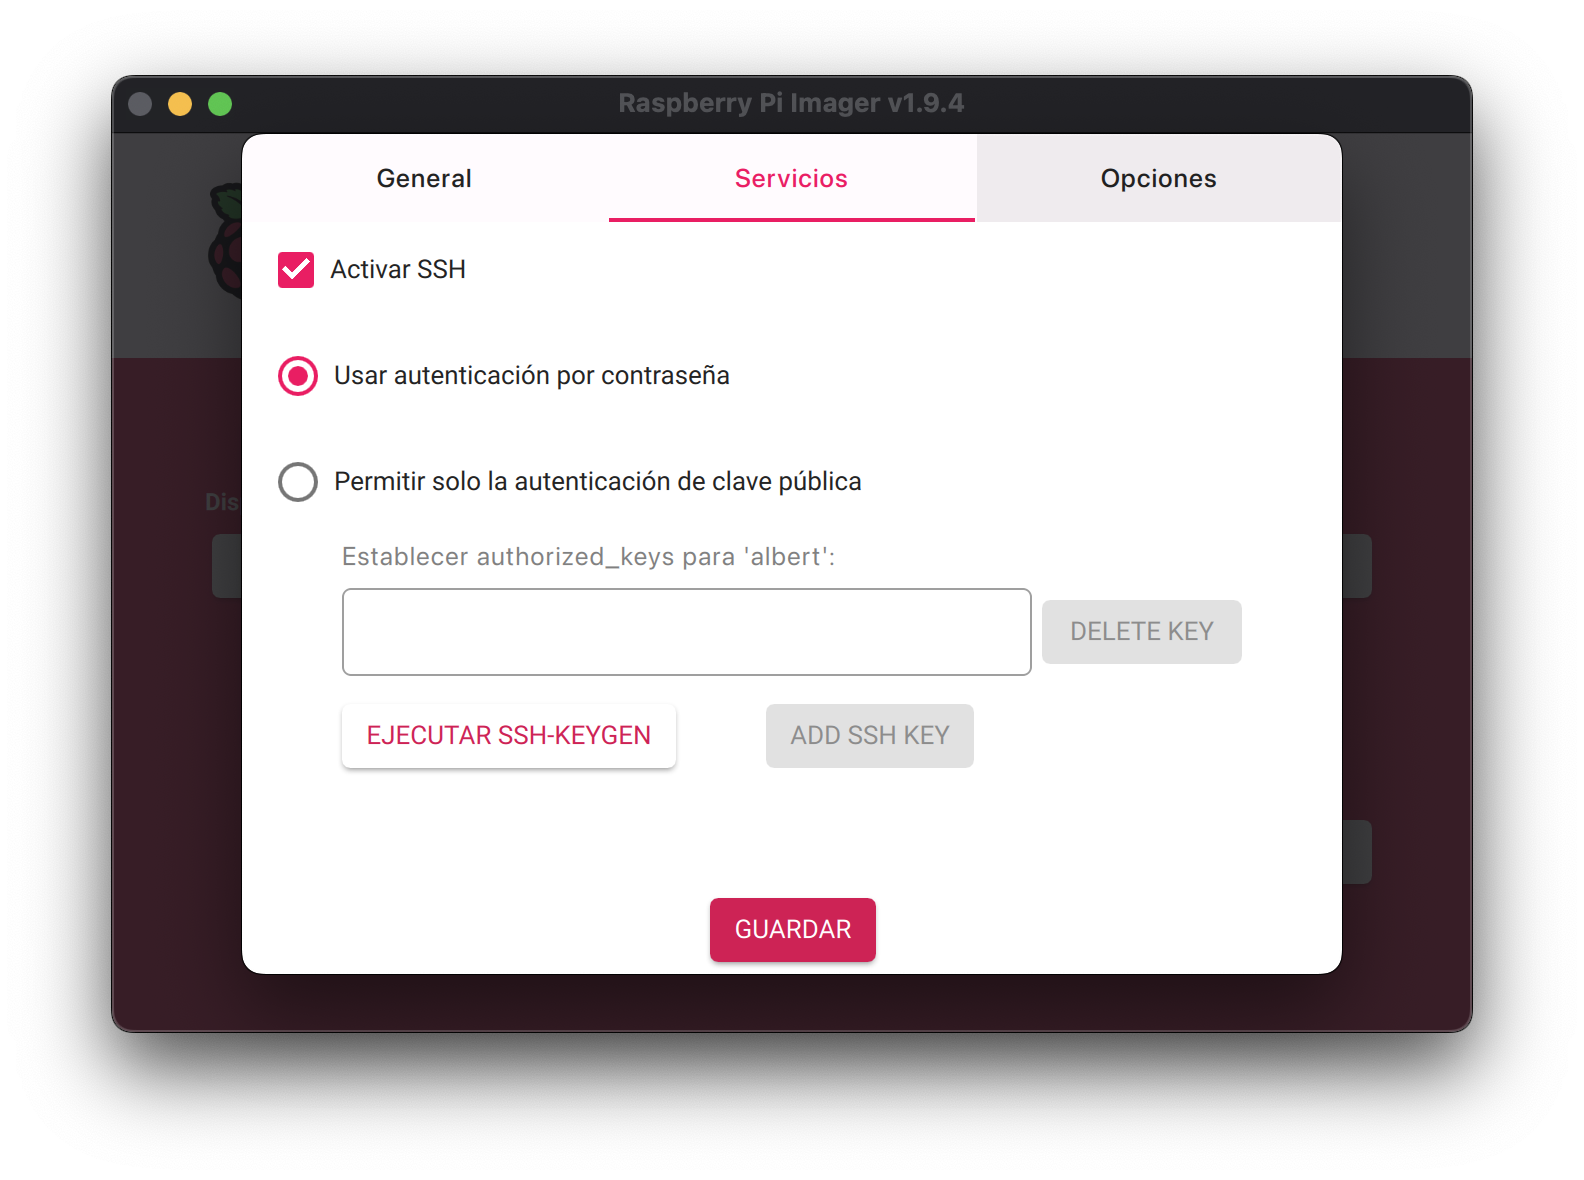 Raspberry Pi Imager v1.9.4
General
Servicios
Opciones
Activar SSH
Usar autenticación por contraseña
Permitir solo la autenticación de clave pública
Dis
Establecer authorized_keys para 'albert':
DELETE KEY
EJECUTAR SSH-KEYGEN
ADD SSH KEY
GUARDAR